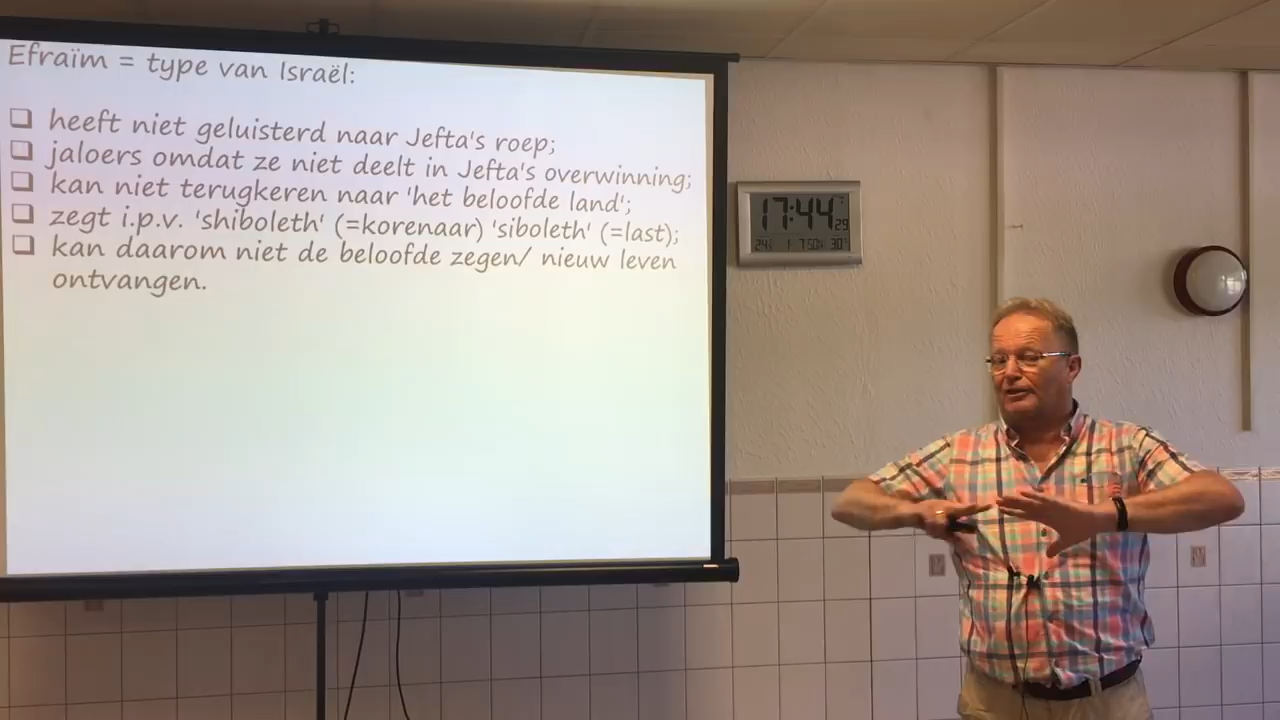 Efraïm = type van Israël:
heeft niet geluisterd naar Jefta's roep;
jaloers omdat ze niet deelt in Jefta's overwinning;
kan niet terugkeren naar 'het beloofde land';
zegt i.p.v. 'shiboleth' (=korenaar) 'siboleth' (=last);
kan daarom niet de beloofde zegen/ nieuw leven
ontvangen.
17:44 29